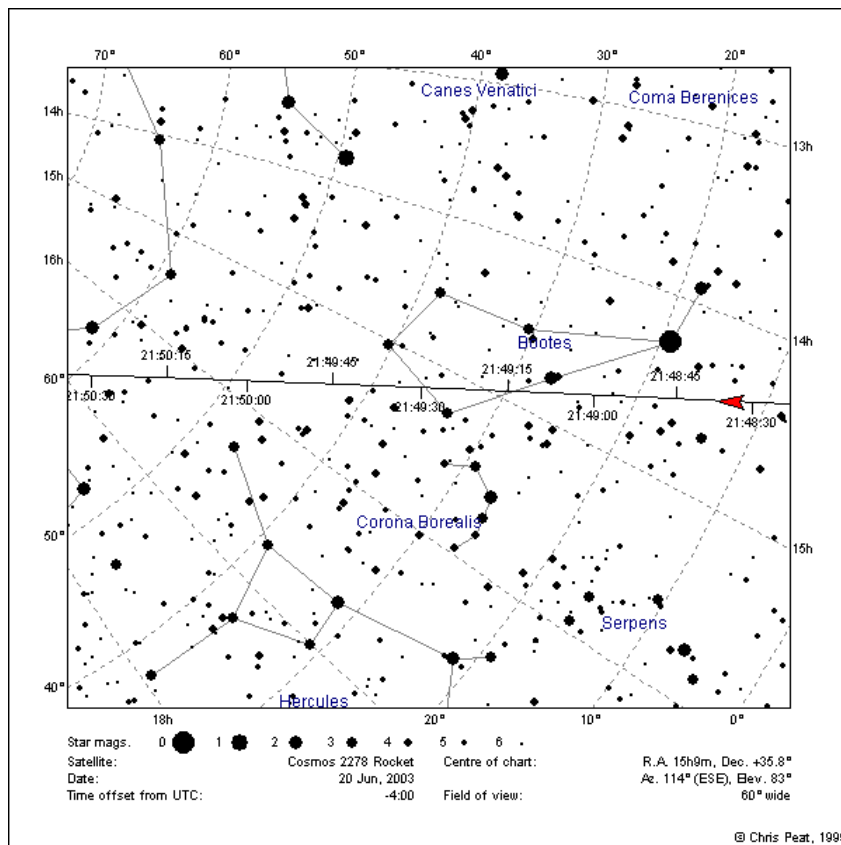 70° 60° 50° 40° 30° 20°
Canes Venatici
Coma Berenices
14h
13h
15h
16h
Bootes
14h
21:50:15 21:49:45 21:49:15 21:48:45
60°
21:50:30 21:50:00 21:49:30 21:49:00 21:48:30
Corona Borealis
50°
15h
Serpens
40°
Hercules
18h 20° 10° 0°
Star mags. 0 1 2 3 4 5 6
Satellite: Cosmos 2278 Rocket Centre of chart: R.A. 15h9m, Dec. +35.8°
Date: 20 Jun, 2003 Az. 114° (ESE), Elev. 83°
Time offset from UTC: -4:00 Field of view: 60° wide
© Chris Peat, 1999